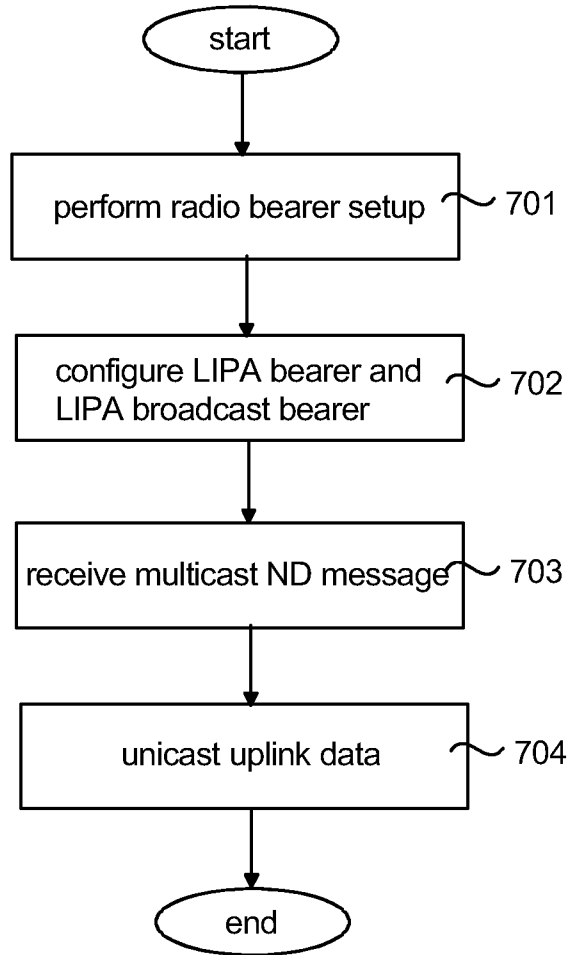 start
perform radio bearer setup
701
configure LIPA bearer and
LIPA broadcast bearer
702
receive multicast ND message
703
unicast uplink data
704
end